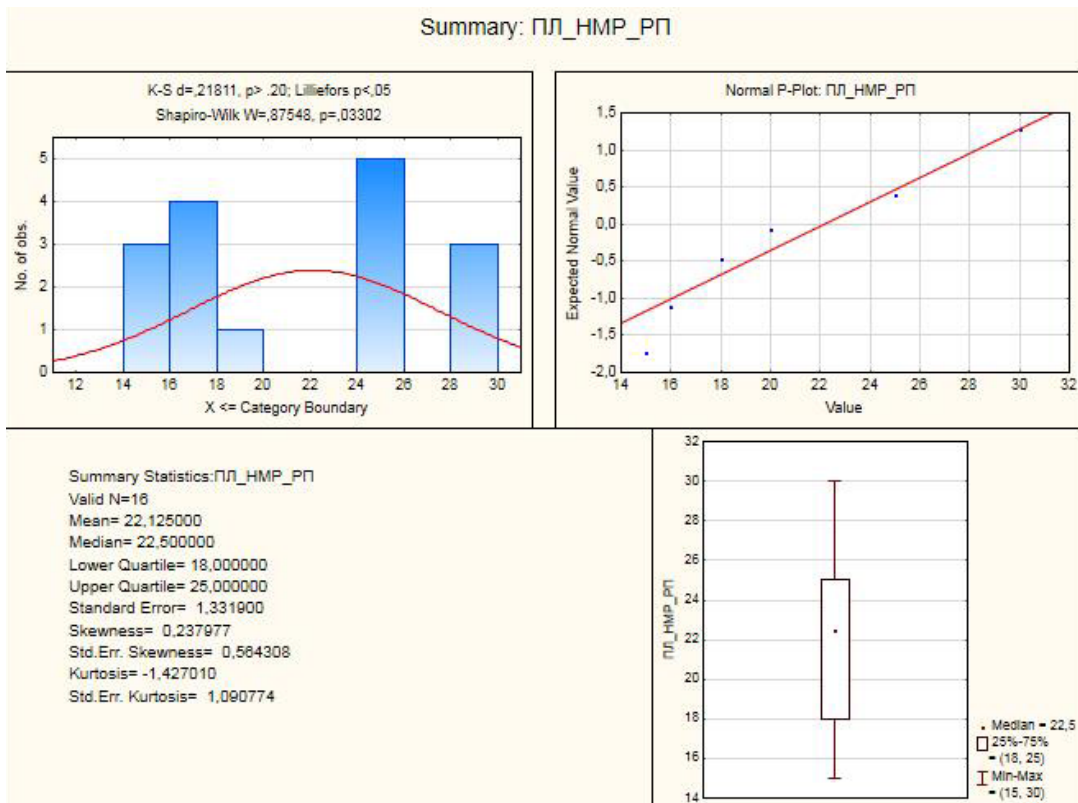 Summary: ПЛ_НМР_РП
K-S d=,21811, p> .20; Lilliefors p<,05
Shapiro-Wilk W=,87548, p=,03302
5
4
3
2
1
0
No. of obs.
12 14 16 18 20 22 24 26 28 30
X <= Category Boundary
Normal P-Plot: ПЛ_НМР_РП
1,5
1,0
0,5
0,0
-0,5
-1,0
-1,5
-2,0
Expected Normal Value
14 16 18 20 22 24 26 28 30 32
Value
Summary Statistics:ПЛ_НМР_РП
Valid N=16
Mean= 22,125000
Median= 22,500000
Lower Quartile= 18,000000
Upper Quartile= 25,000000
Standard Error= 1,331900
Skewness= 0,237977
Std.Err. Skewness= 0,564308
Kurtosis= -1,427010
Std.Err. Kurtosis= 1,090774
32
30
28
26
24
22
20
18
16
14
ПЛ_НМР_РП
Median = 22,5
25%-75%
= (18, 25)
Min-Max
= (15, 30)